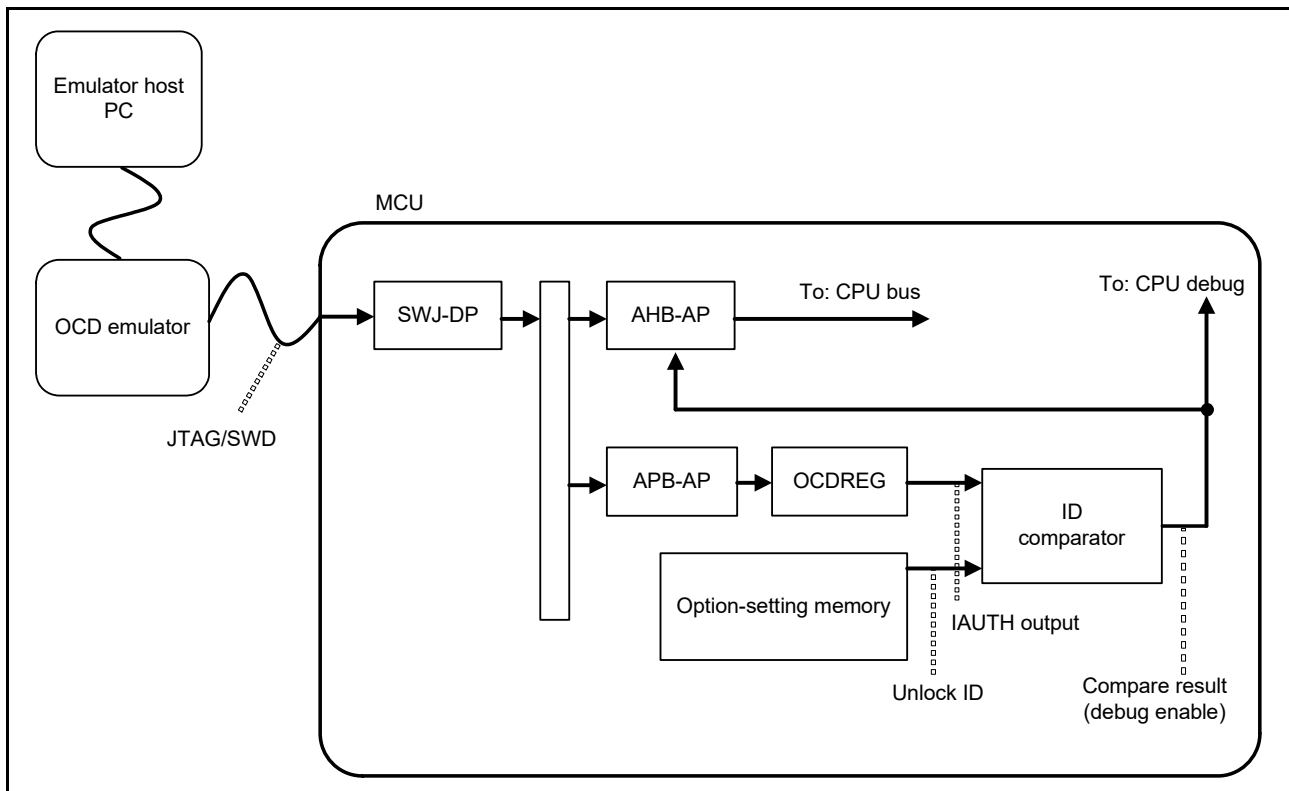 Emulator host
PC
MCU
OCD emulator
SWJ-DP
AHB-AP
To: CPU bus
To: CPU debug
JTAG/SWD
APB-AP
OCDREG
ID
comparator
Option-setting memory
IAUTH output
Unlock ID
Compare result
(debug enable)